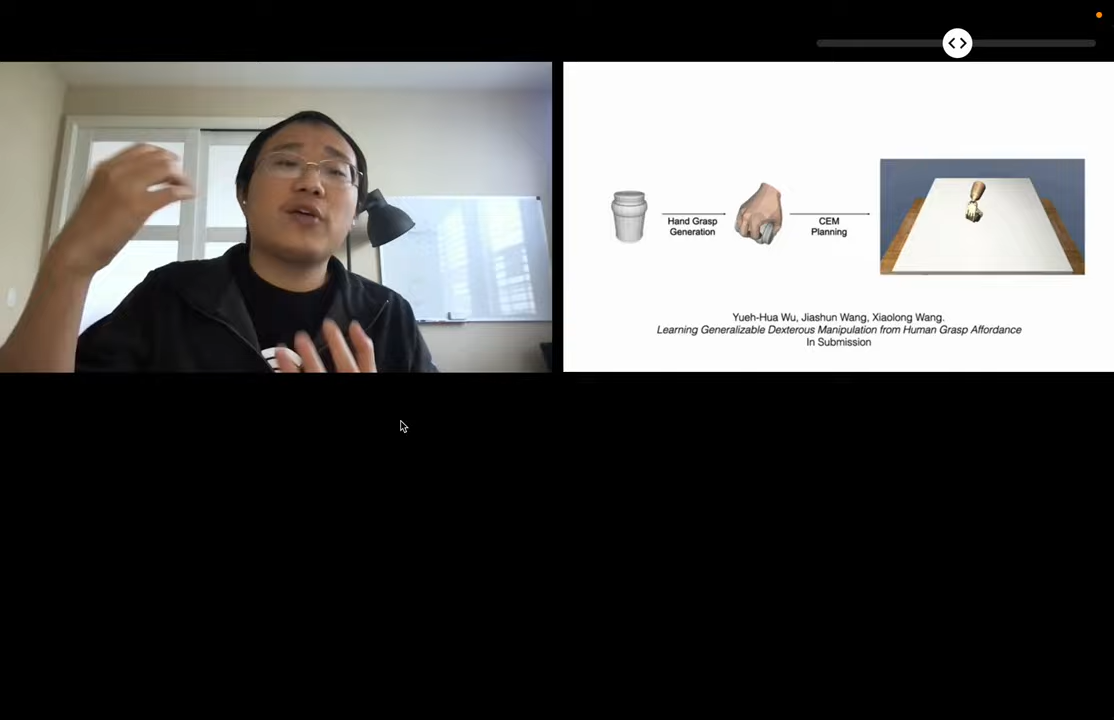 Hand Grasp
Generation
CEM
Planning
Yueh-Hua Wu, Jiashun Wang, Xiaolong Wang.
Learning Generalizable Dexterous Manipulation from Human Grasp Affordance
In Submission